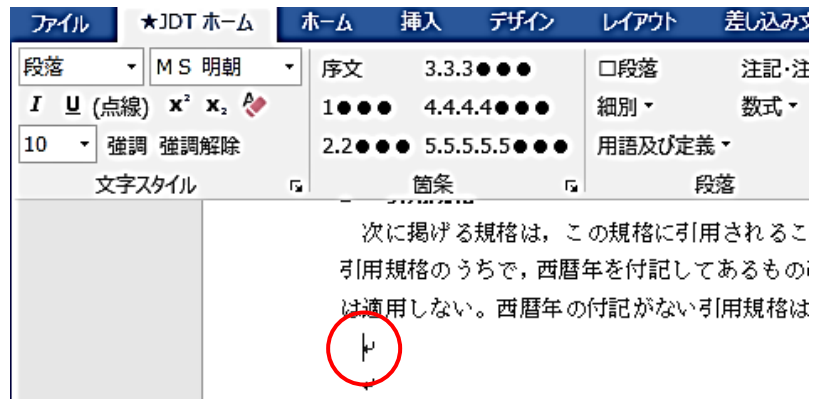 ファイル ★JDT ホーム ホーム 挿入 デザイン レイアウト 差し込み文
段落 ＭＳ 明朝 序文 3.3.3●●● 口段落 注記・注
I U (点線) x² x₂ 1●●● 4.4.4.4●●● 細別 数式
10 強調 強調解除 2.2●●● 5.5.5.5.5●●● 用語及び定義
文字スタイル 箇条 段落
次に掲げる規格は，この規格に引用されるこ
引用規格のうちで，西暦年を付記してあるもの
は適用しない。西暦年の付記がない引用規格は